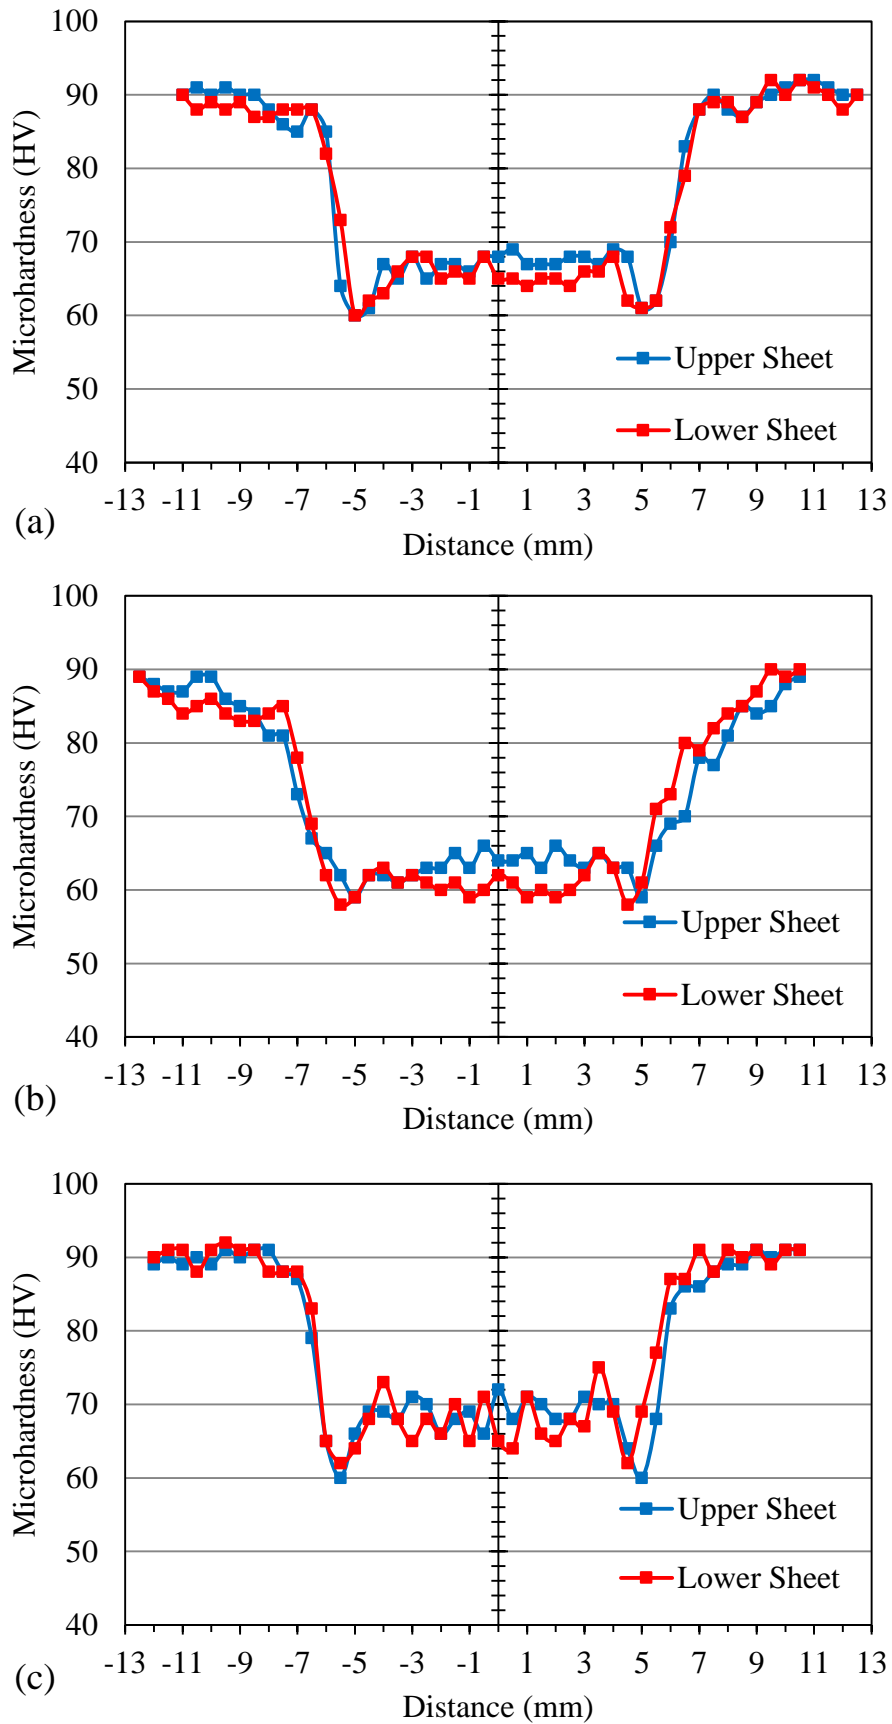 100
90
80
70
60
50
40
Microhardness (HV)
Upper Sheet
Lower Sheet
-13 -11 -9 -7 -5 -3 -1 1 3 5 7 9 11 13
(a)
Distance (mm)
100
90
80
70
60
50
40
Microhardness (HV)
Upper Sheet
Lower Sheet
-13 -11 -9 -7 -5 -3 -1 1 3 5 7 9 11 13
(b)
Distance (mm)
100
90
80
70
60
50
40
Microhardness (HV)
Upper Sheet
Lower Sheet
-13 -11 -9 -7 -5 -3 -1 1 3 5 7 9 11 13
(c)
Distance (mm)